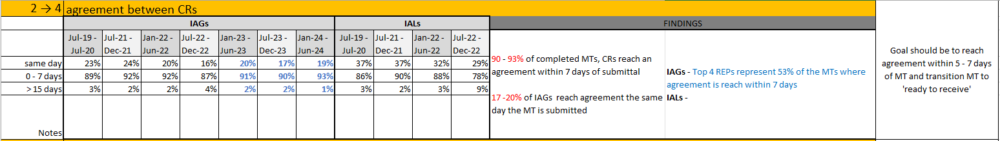 2 → 4 agreement between CRs
IAGs IALs FINDINGS
Jul-19 - Jul-21 - Jan-22 - Jul-22 - Jan-23 - Jul-23 - Jan-24 - Jul-19 - Jul-21 - Jan-22 - Jul-22 -
Jul-20 Dec-21 Jun-22 Dec-22 Jun-23 Dec-23 Jun-24 Jul-20 Dec-21 Jun-22 Dec-22
same day 23% 24% 20% 16% 20% 17% 19% 37% 37% 32% 29%
0 - 7 days 89% 92% 92% 87% 91% 90% 93% 86% 90% 88% 78%
> 15 days 3% 2% 2% 4% 2% 2% 1% 3% 2% 3% 9%
Notes
90 - 93% of completed MTs, CRs reach an
agreement within 7 days of submittal
17 -20% of IAGs reach agreement the same
day the MT is submitted
IAGs - Top 4 REPs represent 53% of the MTs where
agreement is reach within 7 days
IALs -
Goal should be to reach
agreement within 5 - 7 days
of MT and transition MT to
'ready to receive'